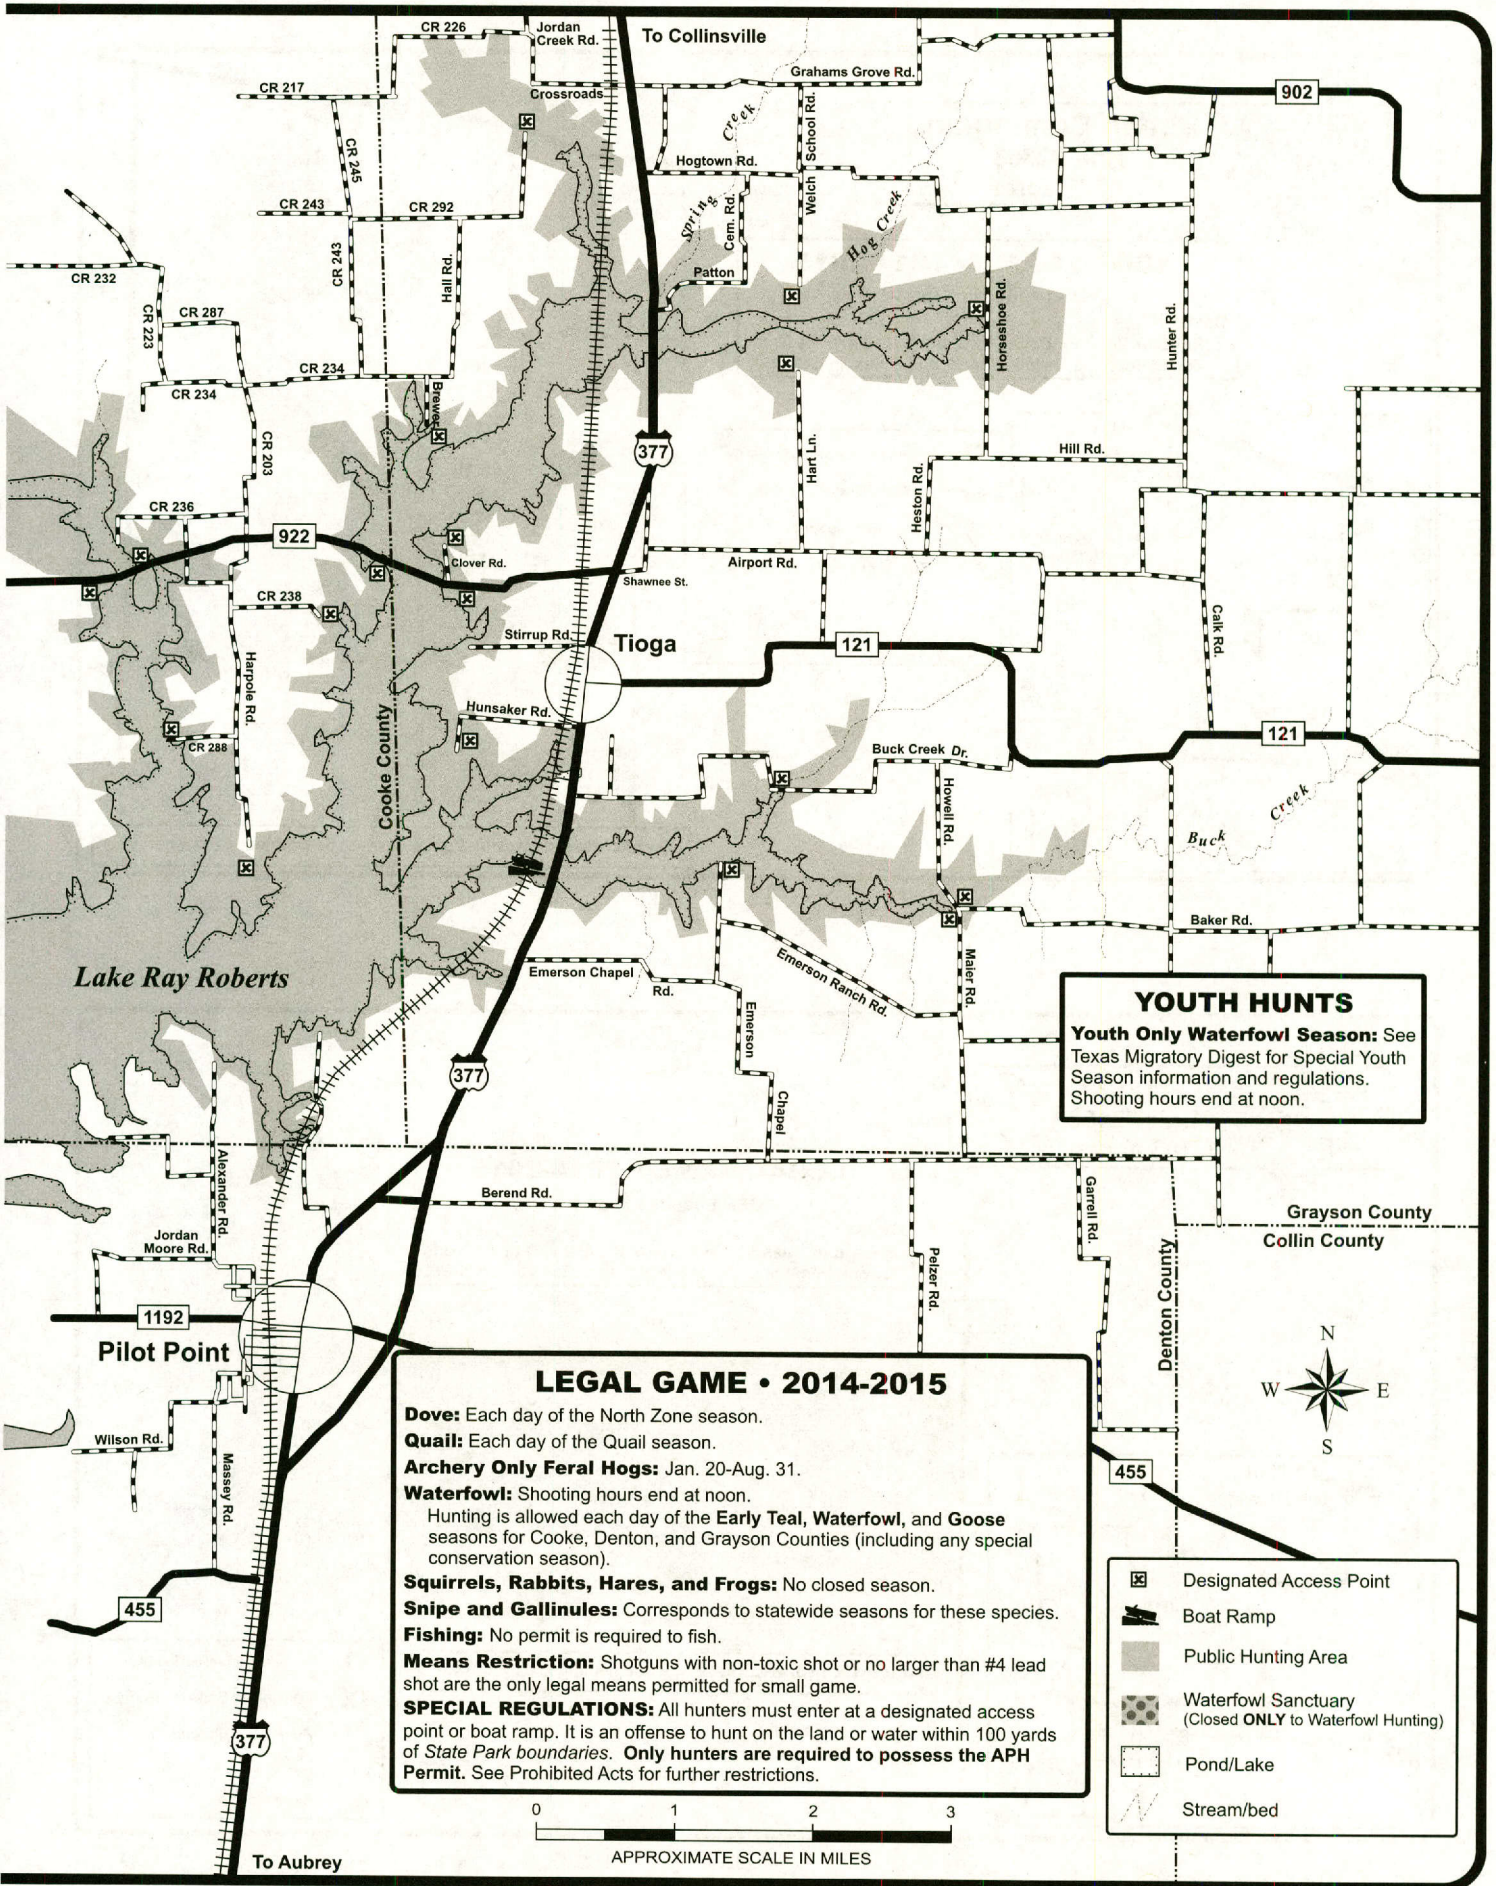 CR 226
Jordan
Creek Rd.
To Collinsville
Grahams Grove Rd.
CR 217
Crossroads
902
CR 245
Creek
School Rd.
Hogtown Rd.
CR 243
CR 292
Spring
Cem. Rd.
Welch
Hog Creek
CR 243
Hall Rd.
CR 232
Patton
CR 223
CR 287
Horseshoe Rd.
Hunter Rd.
CR 234
CR 234
Brewer
CR 203
377
Hart Ln.
Hill Rd.
Heston Rd.
CR 236
922
Clover Rd.
Airport Rd.
Shawnee St.
CR 238
Stirrup Rd.
Tioga
121
Calk Rd.
Harpole Rd.
Hunsaker Rd.
CR 288
Cooke County
Buck Creek Dr.
121
Howell Rd.
Creek
Buck
Baker Rd.
Lake Ray Roberts
Emerson Chapel
Rd.
Emerson Ranch Rd.
Maier Rd.
YOUTH HUNTS
Youth Only Waterfowl Season: See
Texas Migratory Digest for Special Youth
Season information and regulations.
Shooting hours end at noon.
Emerson
377
Chapel
Alexander Rd.
Berend Rd.
Garrell Rd.
Grayson County
Collin County
Jordan
Moore Rd.
Pelzer Rd.
Denton County
1192
Pilot Point
N
W
E
S
LEGAL GAME • 2014-2015
Dove: Each day of the North Zone season.
Quail: Each day of the Quail season.
Archery Only Feral Hogs: Jan. 20-Aug. 31.
Waterfowl: Shooting hours end at noon.
Hunting is allowed each day of the Early Teal, Waterfowl, and Goose
seasons for Cooke, Denton, and Grayson Counties (including any special
conservation season).
Squirrels, Rabbits, Hares, and Frogs: No closed season.
Snipe and Gallinules: Corresponds to statewide seasons for these species.
Fishing: No permit is required to fish.
Means Restriction: Shotguns with non-toxic shot or no larger than #4 lead
shot are the only legal means permitted for small game.
SPECIAL REGULATIONS: All hunters must enter at a designated access
point or boat ramp. It is an offense to hunt on the land or water within 100 yards
of State Park boundaries. Only hunters are required to possess the APH
Permit. See Prohibited Acts for further restrictions.
Wilson Rd.
Massey Rd.
455
455
Designated Access Point
Boat Ramp
Public Hunting Area
Waterfowl Sanctuary
(Closed ONLY to Waterfowl Hunting)
Pond/Lake
Stream/bed
377
0 1 2 3
APPROXIMATE SCALE IN MILES
To Aubrey